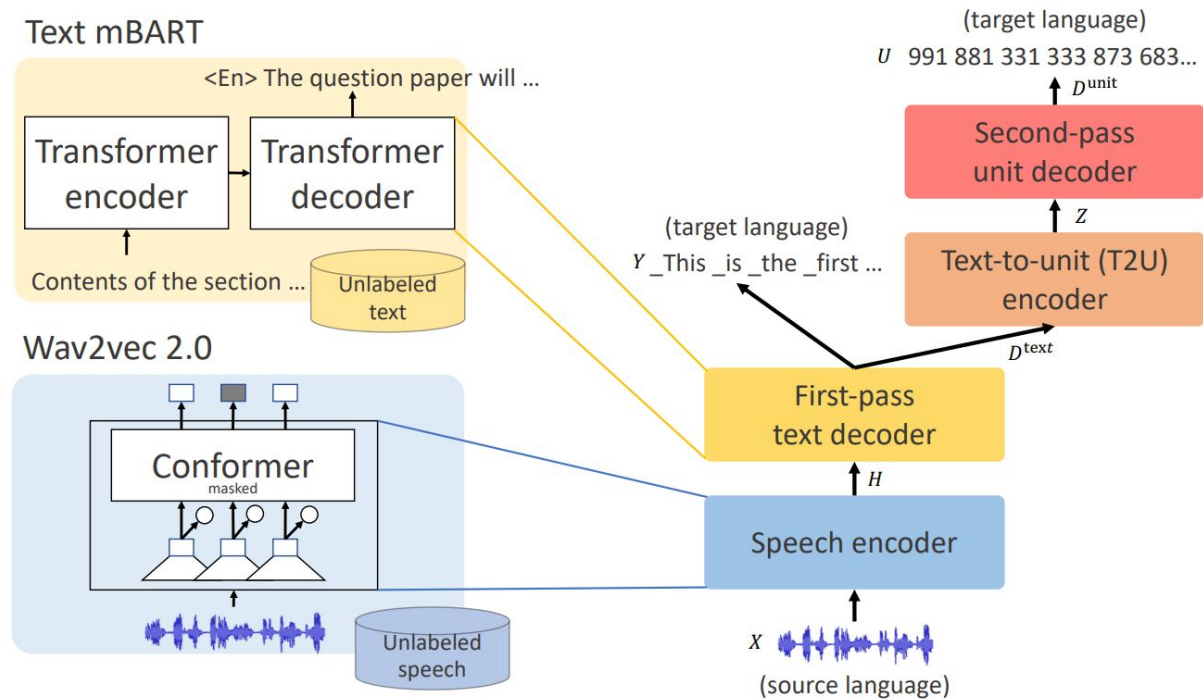 Text mBART
<En> The question paper will ...
Transformer
encoder
Transformer
decoder
Contents of the section ...
Unlabeled
text
Wav2vec 2.0
Conformer
masked
Unlabeled
speech
(target language)
U 991 881 331 333 873 683...
D^unit
Second-pass
unit decoder
Z
Text-to-unit (T2U)
encoder
D^text
(target language)
Y _This _is _the _first ...
First-pass
text decoder
H
Speech encoder
X
(source language)